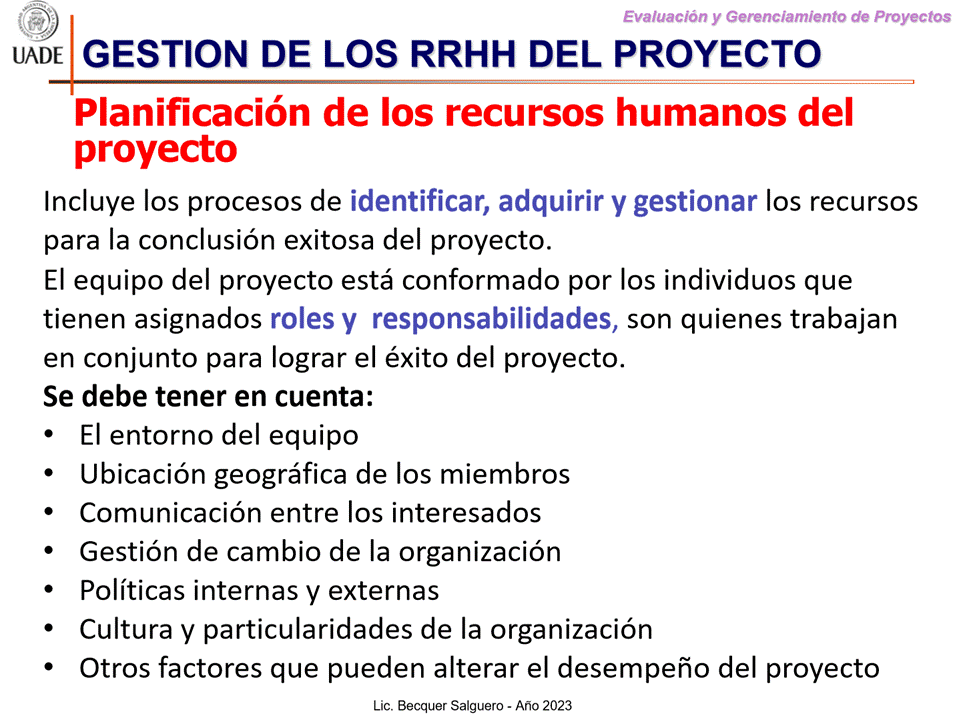 Evaluación y Gerenciamiento de Proyectos
UADE
GESTION DE LOS RRHH DEL PROYECTO
Planificación de los recursos humanos del
proyecto
Incluye los procesos de identificar, adquirir y gestionar los recursos
para la conclusión exitosa del proyecto.
El equipo del proyecto está conformado por los individuos que
tienen asignados roles y  responsabilidades, son quienes trabajan
en conjunto para lograr el éxito del proyecto.
Se debe tener en cuenta:
• El entorno del equipo
• Ubicación geográfica de los miembros
• Comunicación entre los interesados
• Gestión de cambio de la organización
• Políticas internas y externas
• Cultura y particularidades de la organización
• Otros factores que pueden alterar el desempeño del proyecto
Lic. Becquer Salguero - Año 2023